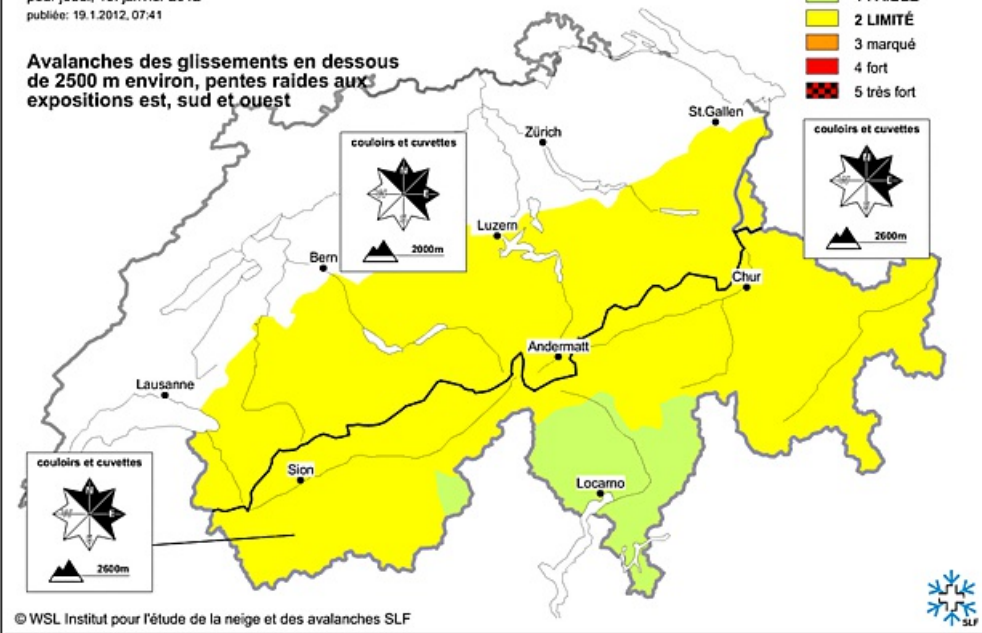 publiée: 19.1.2012, 07:41
2 LIMITÉ
3 marqué
4 fort
5 très fort
Avalanches des glissements en dessous
de 2500 m environ, pentes raides aux
expositions est, sud et ouest
St.Gallen
Zürich
couloirs et cuvettes
N
E
S
W
2000m
couloirs et cuvettes
N
E
S
W
2600m
Luzern
Bern
Chur
Andermatt
Lausanne
couloirs et cuvettes
N
E
S
W
2600m
Sion
Locarno
© WSL Institut pour l'étude de la neige et des avalanches SLF
SLF